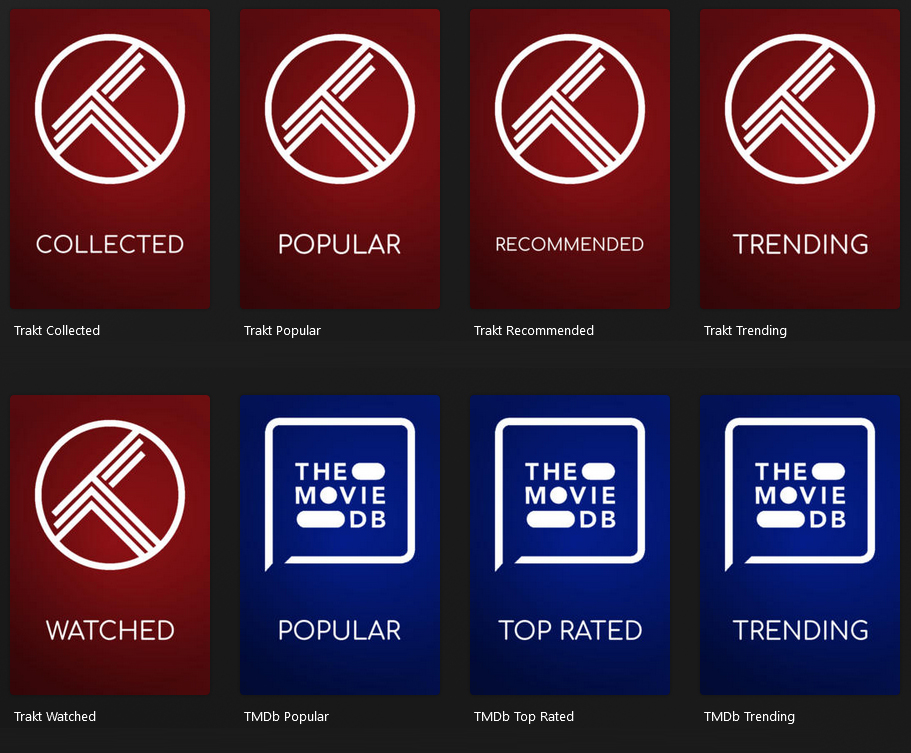 COLLECTED
POPULAR
RECOMMENDED
TRENDING
Trakt Collected
Trakt Popular
Trakt Recommended
Trakt Trending
THE
MOVIE
DB
THE
MOVIE
DB
THE
MOVIE
DB
WATCHED
POPULAR
TOP RATED
TRENDING
Trakt Watched
TMDb Popular
TMDb Top Rated
TMDb Trending